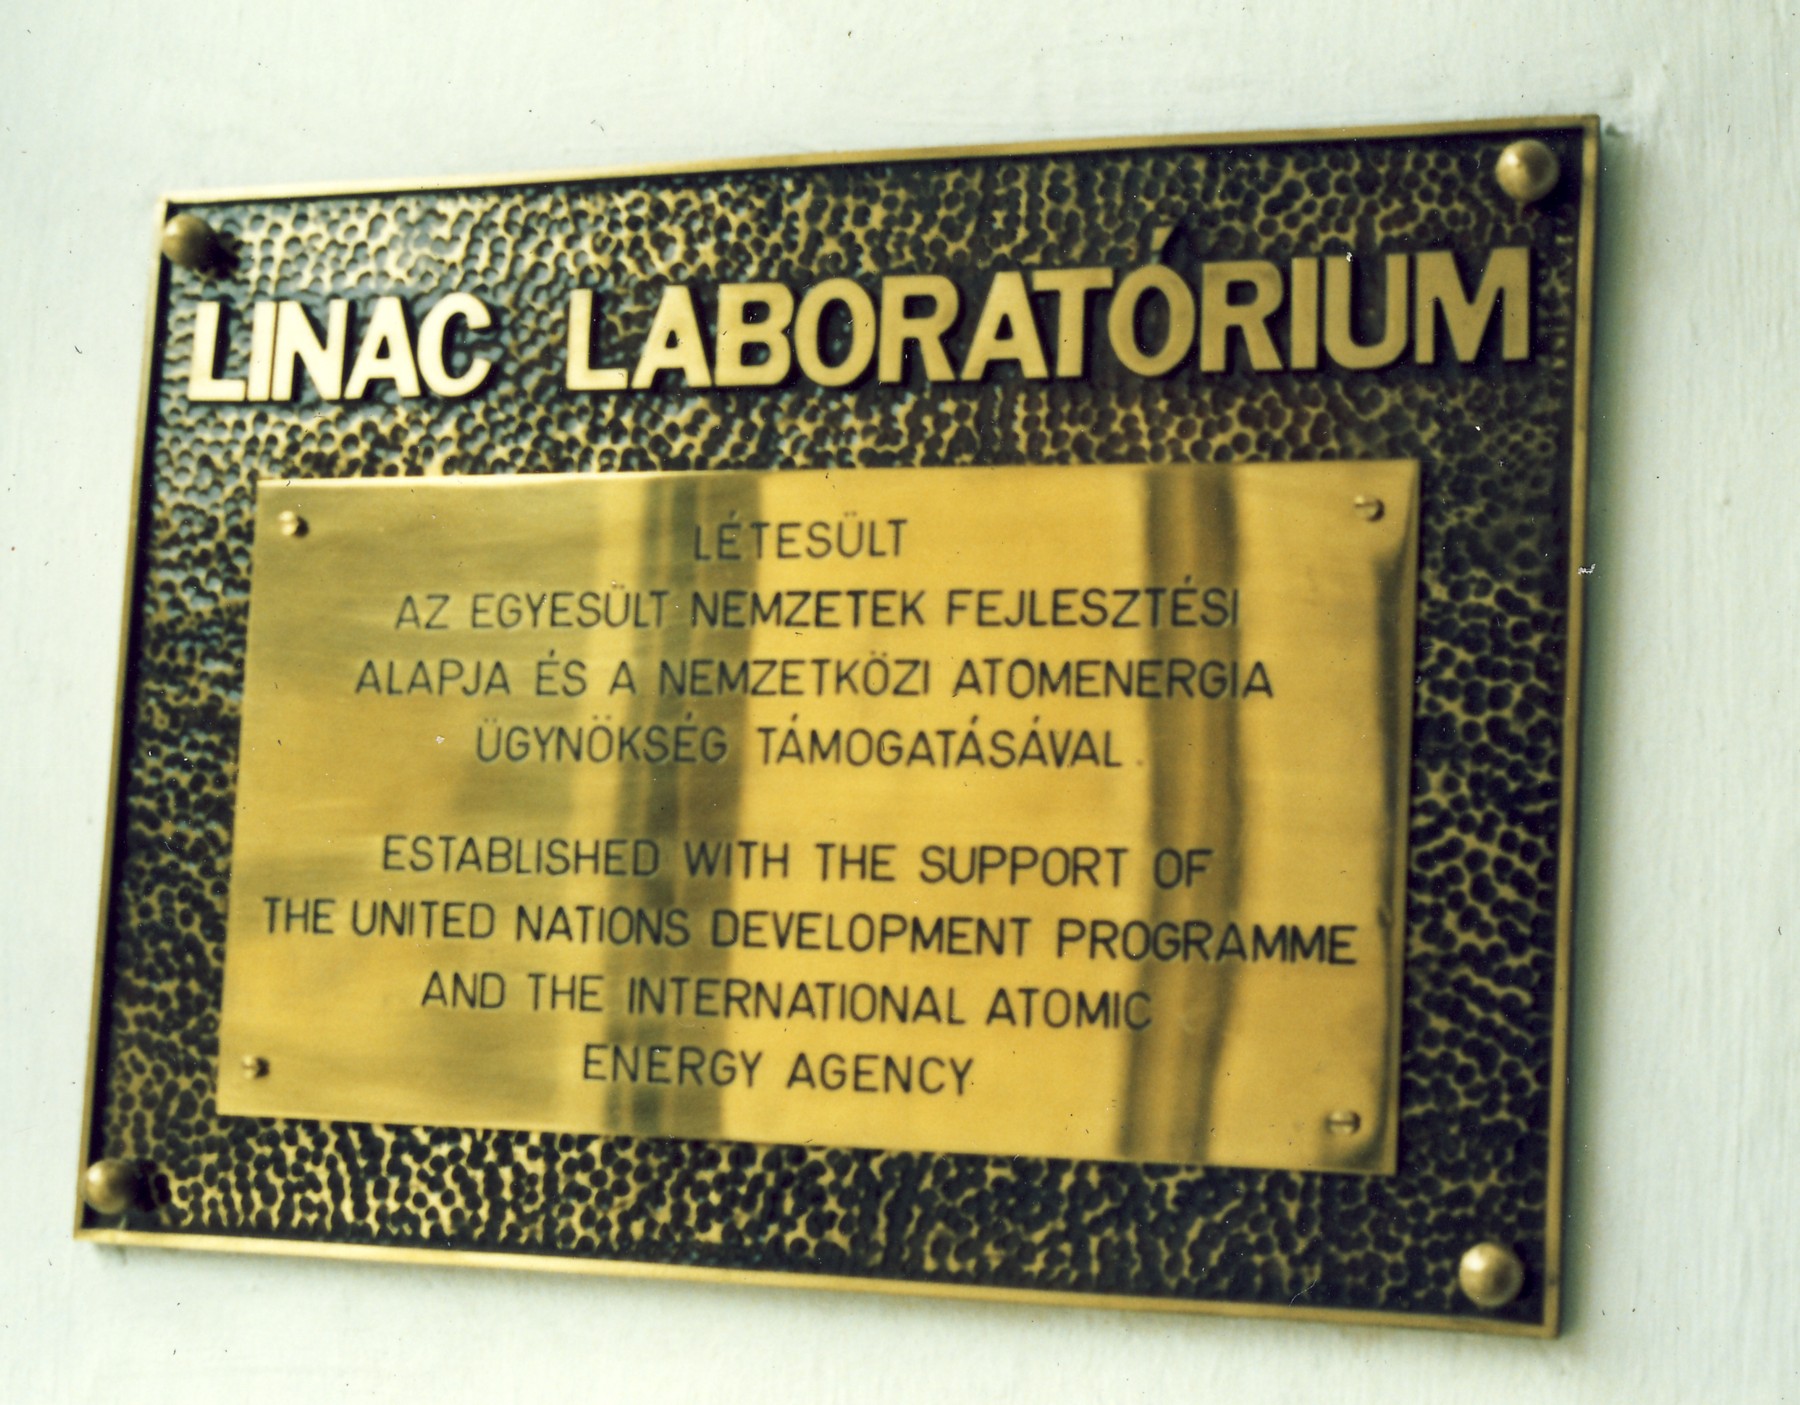 LINAC LABORATÓRIUM
LÉTESÜLT
AZ EGYESÜLT NEMZETEK FEJLESZTÉSI
ALAPJA ÉS A NEMZETKÖZI ATOMENERGIA
ÜGYNÖKSÉG TÁMOGATÁSÁVAL.
ESTABLISHED WITH THE SUPPORT OF
THE UNITED NATIONS DEVELOPMENT PROGRAMME
AND THE INTERNATIONAL ATOMIC
ENERGY AGENCY